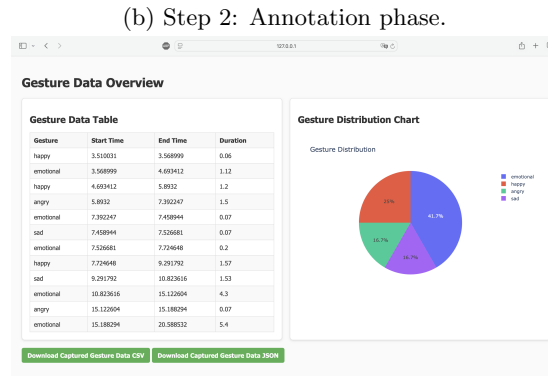 (b) Step 2: Annotation phase.
127.0.0.1
Gesture Data Overview
Gesture Data Table
Gesture Start Time End Time Duration
happy 3.510031 3.568999 0.06
emotional 3.568999 4.693412 1.12
happy 4.693412 5.8932 1.2
angry 5.8932 7.392247 1.5
emotional 7.392247 7.458944 0.07
sad 7.458944 7.526681 0.07
emotional 7.526681 7.724648 0.2
happy 7.724648 9.291792 1.57
sad 9.291792 10.823616 1.53
emotional 10.823616 15.122604 4.3
angry 15.122604 15.188294 0.07
emotional 15.188294 20.588532 5.4
Gesture Distribution Chart
Gesture Distribution
emotional
happy
angry
sad
25%
41.7%
16.7%
16.7%
Download Captured Gesture Data CSV
Download Captured Gesture Data JSON